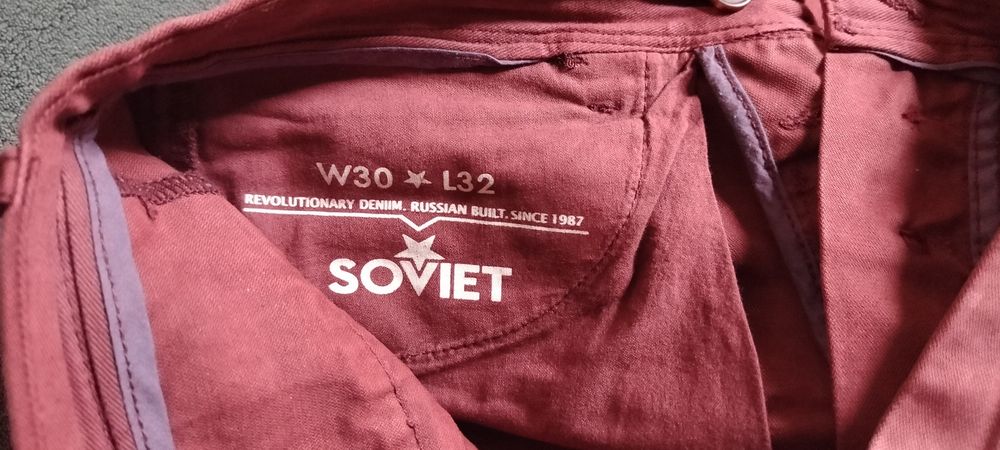 W30 ★ L32
REVOLUTIONARY DENIIM. RUSSIAN BUILT. SINCE 1987
SOVIET